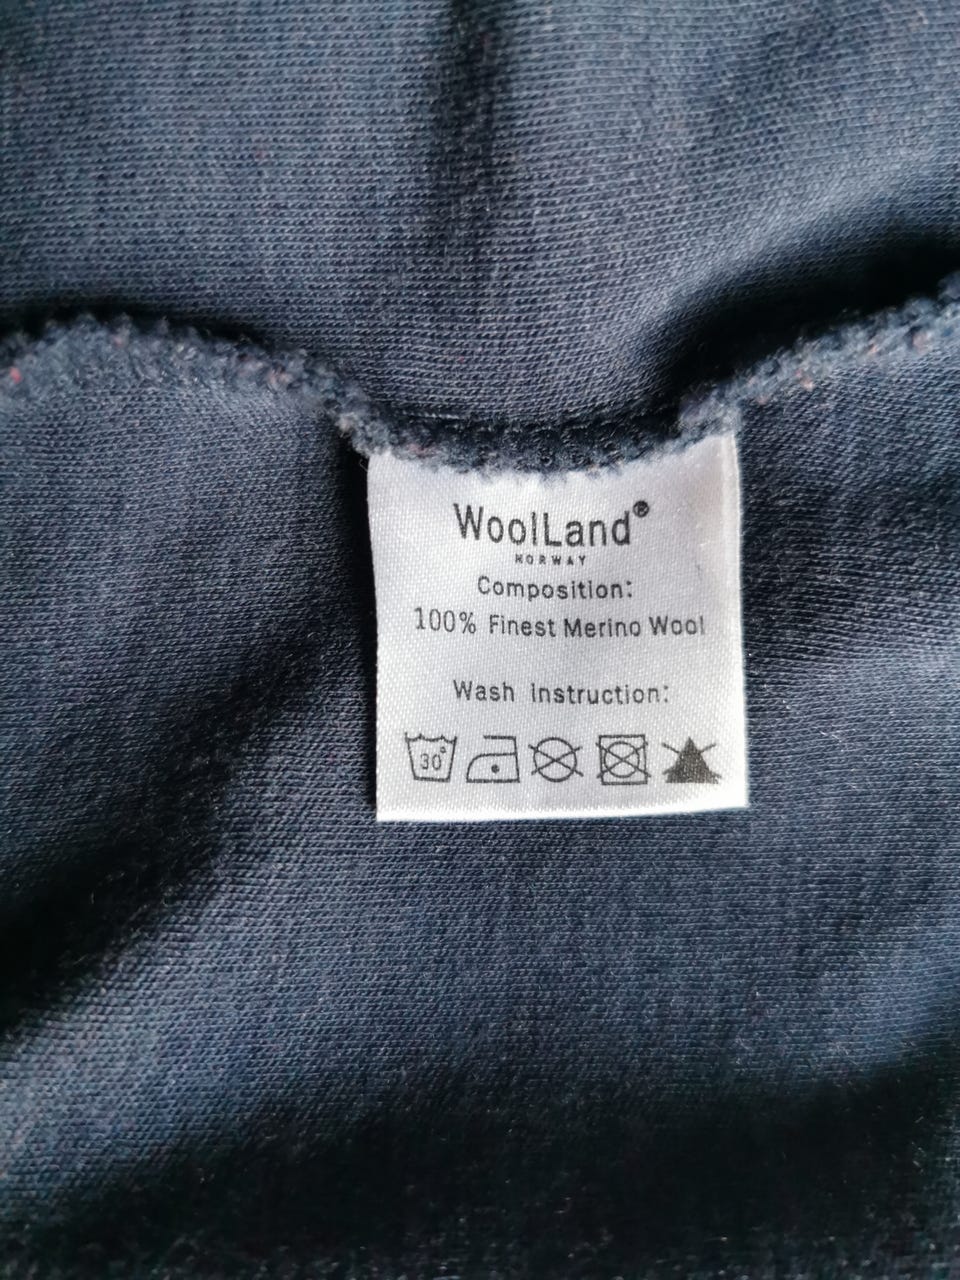 WoolLand®
NORWAY
Composition:
100% Finest Merino Wool
Wash instruction:
30°